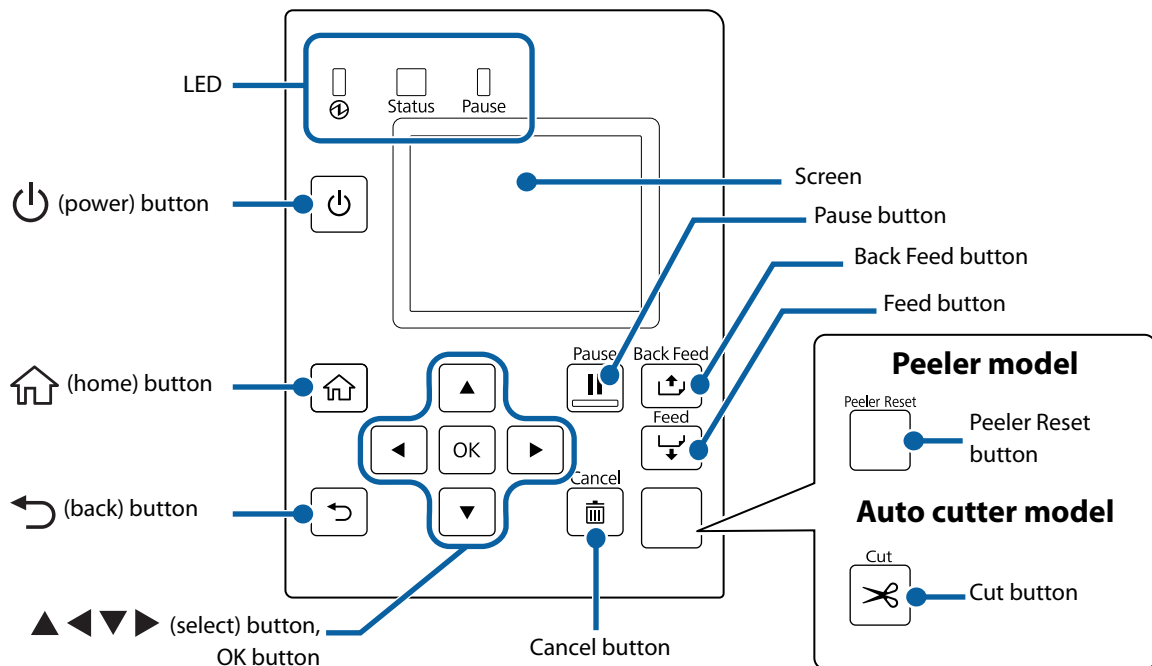 LED
Status
Pause
(power) button
Screen
Pause button
Back Feed button
Feed button
(home) button
Pause
Back Feed
Feed
OK
Cancel
(back) button
▲ ◀ ▼ ▶ (select) button,
OK button
Cancel button
Peeler model
Peeler Reset
Peeler Reset
button
Auto cutter model
Cut
Cut button